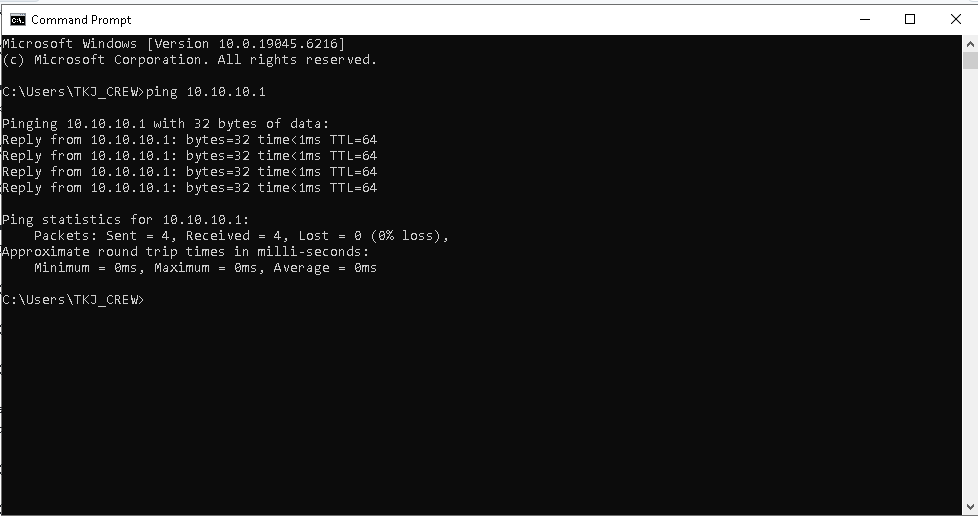 Command Prompt
Microsoft Windows [Version 10.0.19045.6216]
(c) Microsoft Corporation. All rights reserved.
C:\Users\TKJ_CREW>ping 10.10.10.1
Pinging 10.10.10.1 with 32 bytes of data:
Reply from 10.10.10.1: bytes=32 time<1ms TTL=64
Reply from 10.10.10.1: bytes=32 time<1ms TTL=64
Reply from 10.10.10.1: bytes=32 time<1ms TTL=64
Reply from 10.10.10.1: bytes=32 time<1ms TTL=64
Ping statistics for 10.10.10.1:
    Packets: Sent = 4, Received = 4, Lost = 0 (0% loss),
Approximate round trip times in milli-seconds:
    Minimum = 0ms, Maximum = 0ms, Average = 0ms
C:\Users\TKJ_CREW>